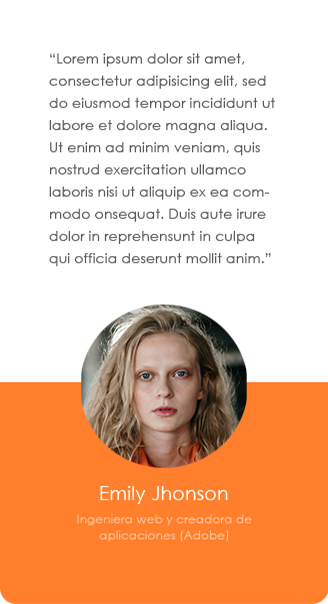 “Lorem ipsum dolor sit amet,
consectetur adipisicing elit, sed
do eiusmod tempor incididunt ut
labore et dolore magna aliqua.
Ut enim ad minim veniam, quis
nostrud exercitation ullamco
laboris nisi ut aliquip ex ea com-
modo onsequat. Duis aute irure
dolor in reprehensunt in culpa
qui officia deserunt mollit anim.”
Emily Jhonson
Ingeniera web y creadora de
aplicaciones (Adobe)